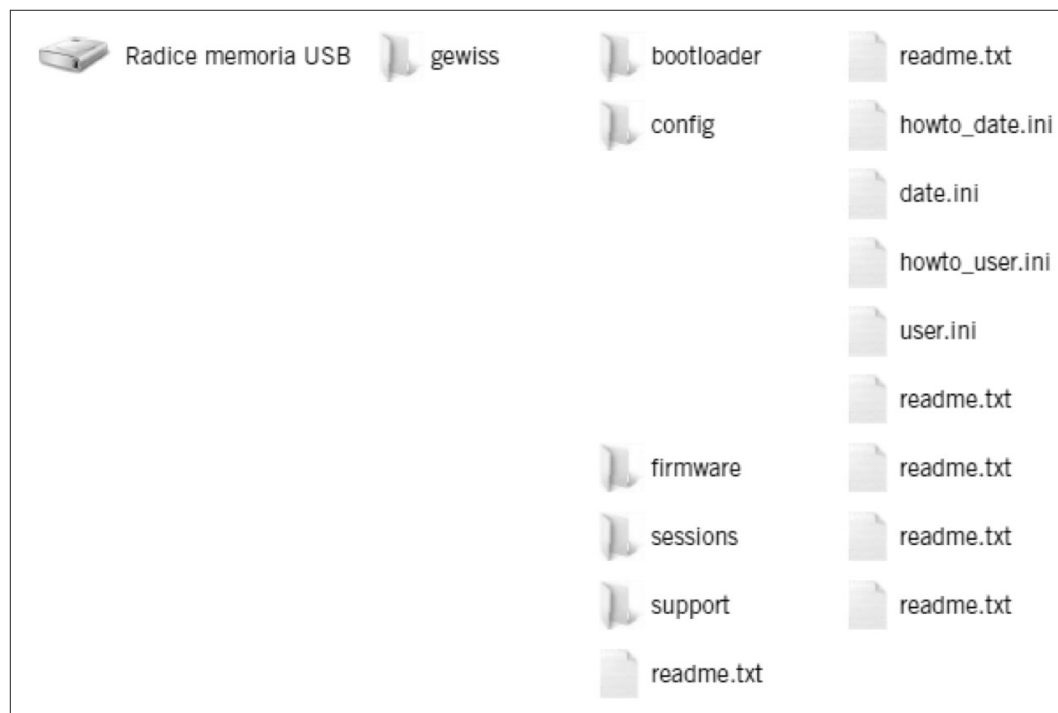 Radice memoria USB gewiss bootloader readme.txt
config howto_date.ini
date.ini
howto_user.ini
user.ini
readme.txt
firmware readme.txt
sessions readme.txt
support readme.txt
readme.txt